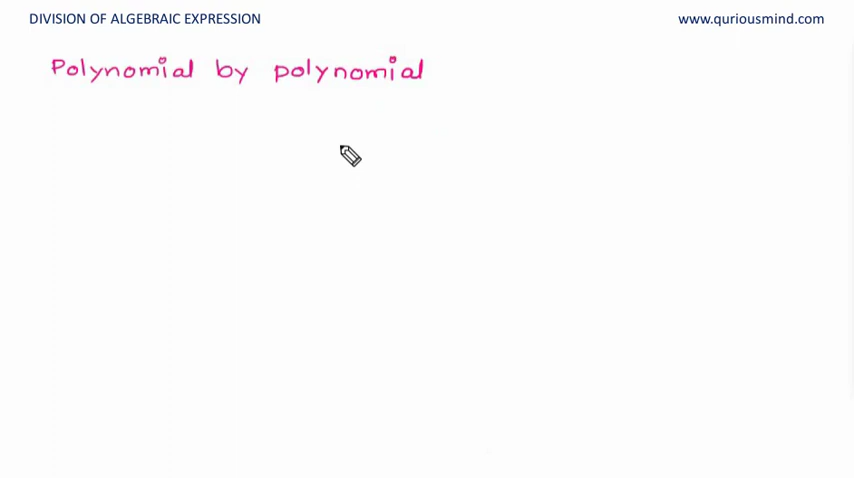 DIVISION OF ALGEBRAIC EXPRESSION
www.quriousmind.com
Polynomial by polynomial